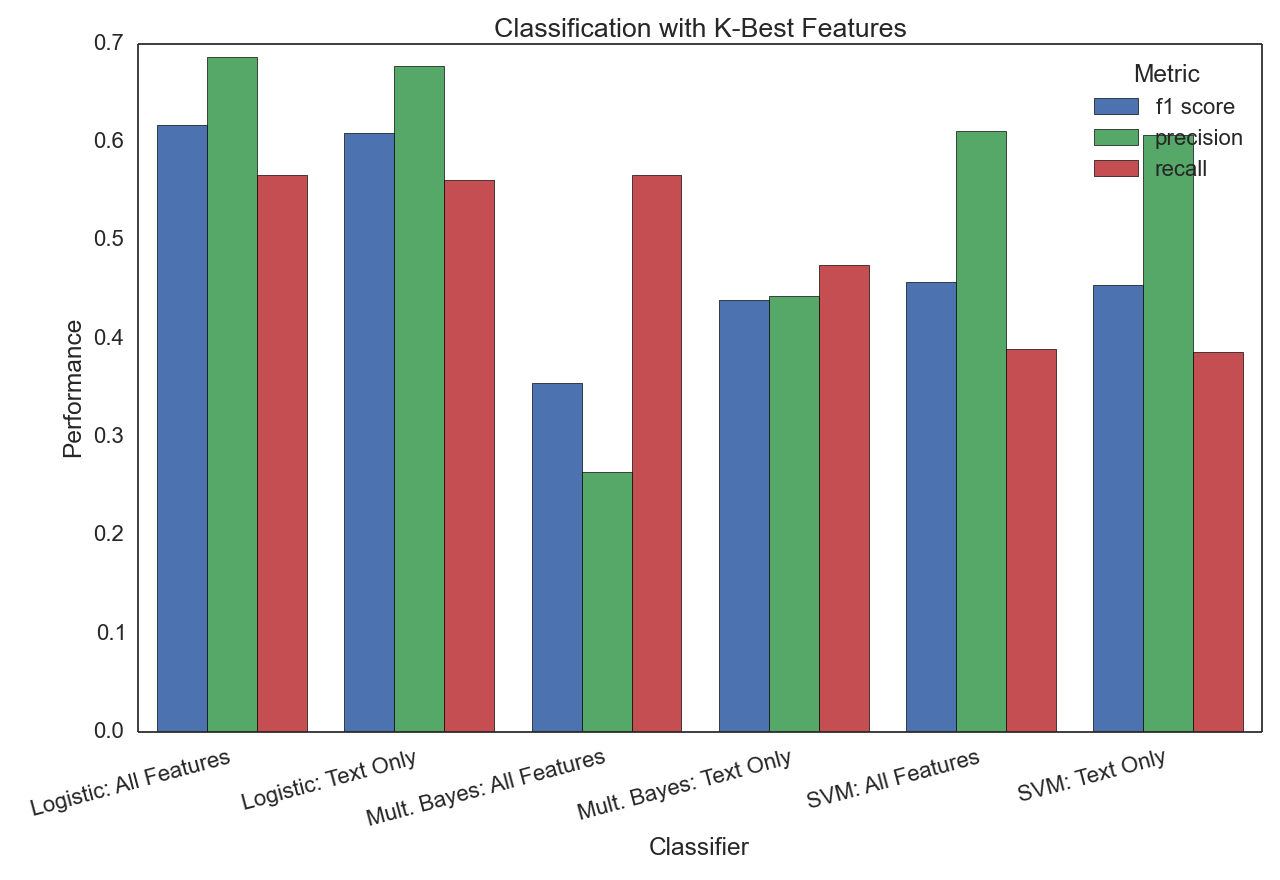 Classification with K-Best Features
Metric
f1 score
precision
recall
Performance
0.7
0.6
0.5
0.4
0.3
0.2
0.1
0.0
Logistic: All Features
Logistic: Text Only
Mult. Bayes: All Features
Mult. Bayes: Text Only
SVM: All Features
SVM: Text Only
Classifier